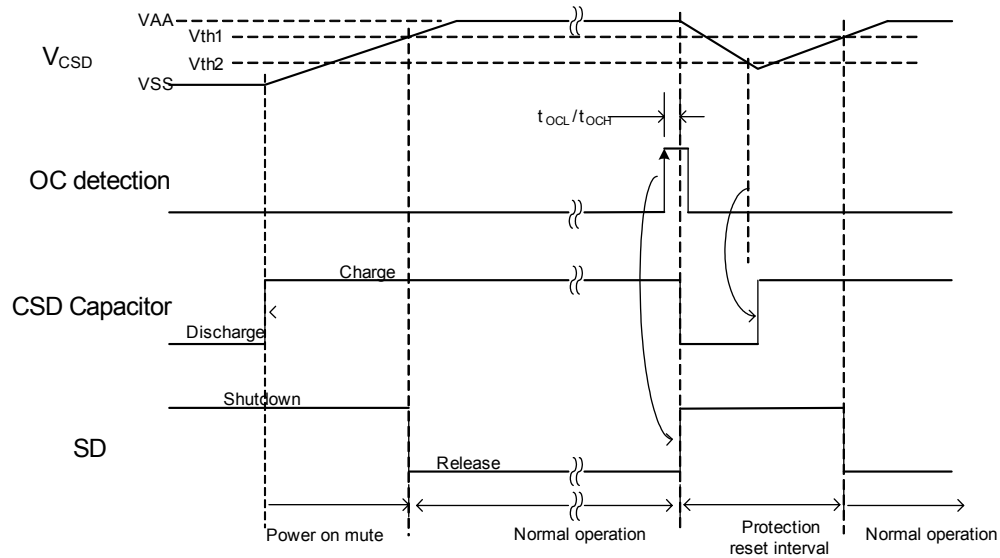 VAA
Vth1
VCSD
Vth2
VSS
tOCL/tOCH
OC detection
Charge
CSD Capacitor
Discharge
Shutdown
SD
Release
Power on mute
Normal operation
Protection
reset interval
Normal operation